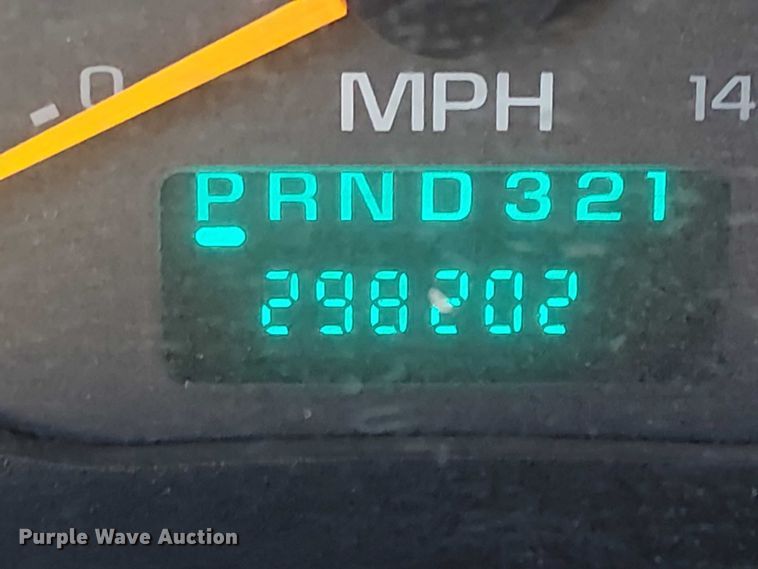 0 MPH 14
PRND321
298202
Purple Wave Auction